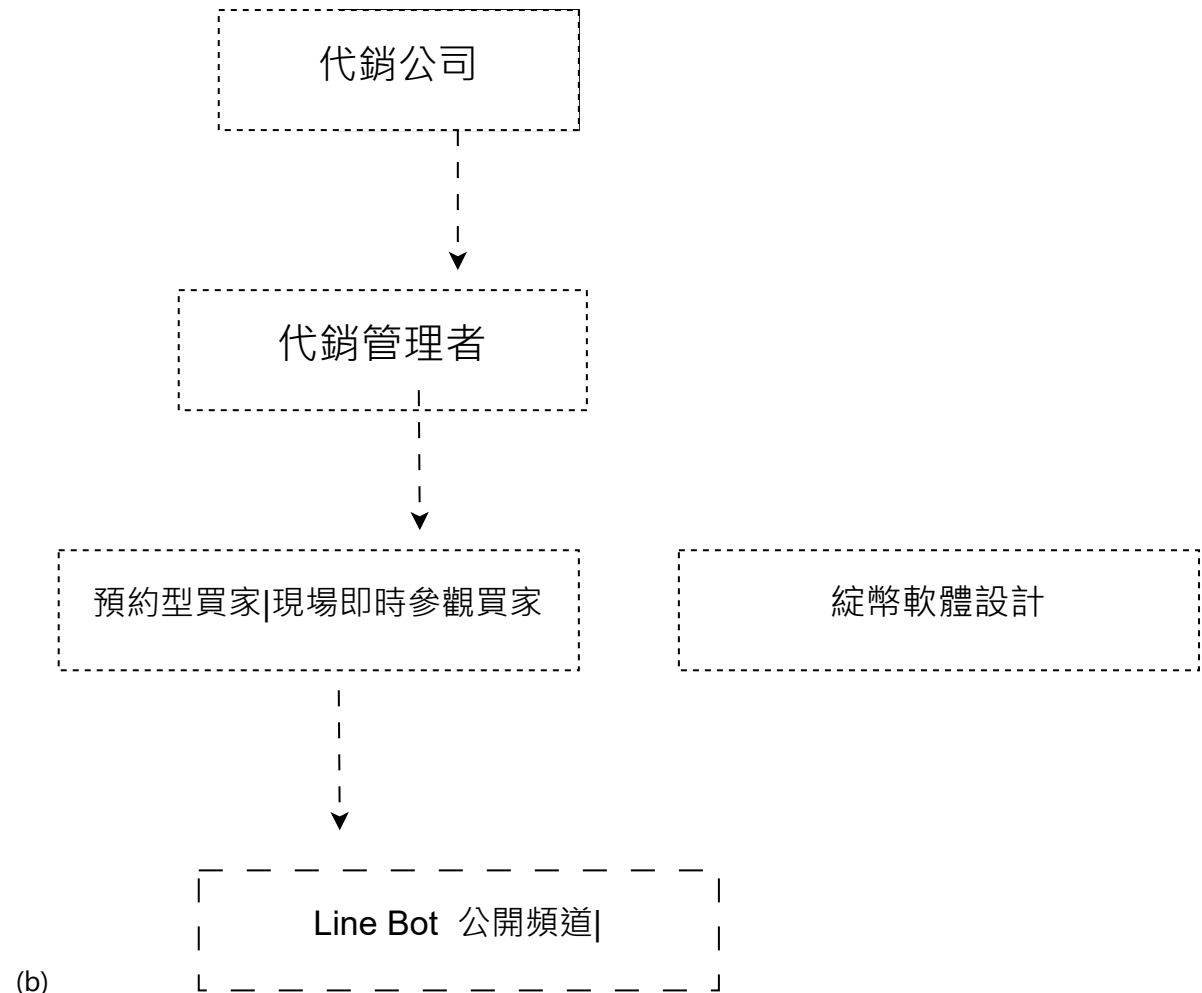 代銷公司
代銷管理者
預約型買家|現場即時參觀買家
綻幣軟體設計
Line Bot 公開頻道|
(b)